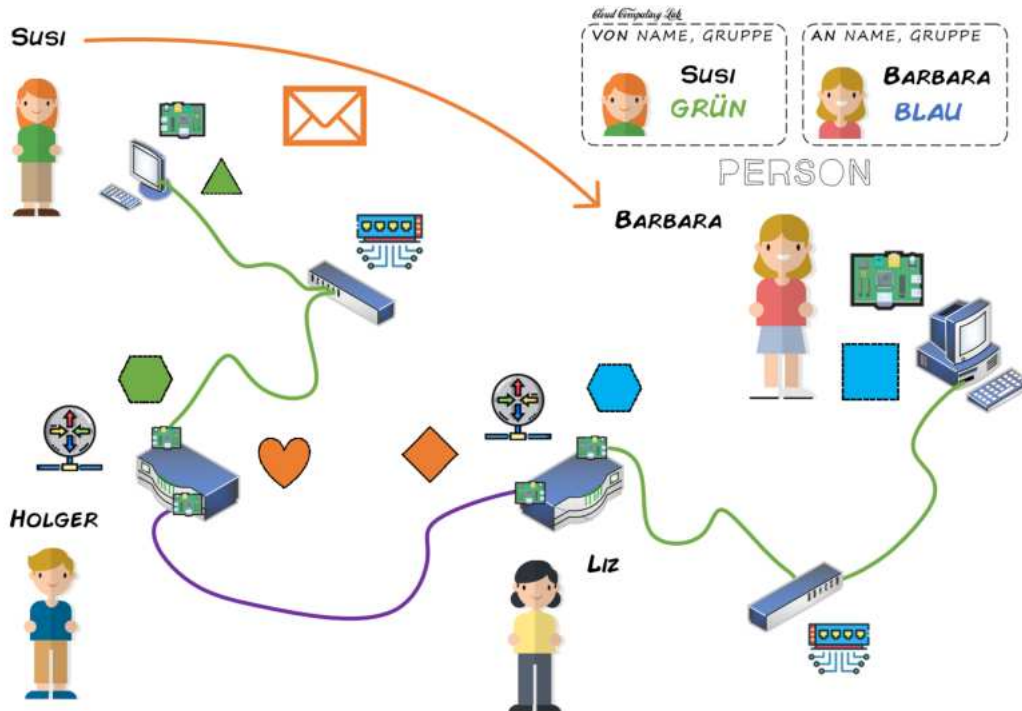 Cloud Computing Lab
SUSI
VON NAME, GRUPPE
SUSI
GRÜN
AN NAME, GRUPPE
BARBARA
BLAU
PERSON
BARBARA
HOLGER
LIZ